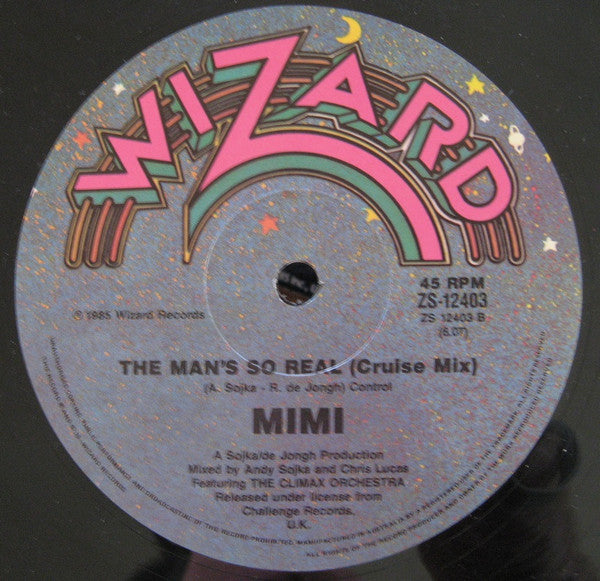 WIZARD
45 RPM
ZS-12403
ZS 12403 B
(6.07)
℗ 1985 Wizard Records
THE MAN'S SO REAL (Cruise Mix)
(A. Sojka - R. de Jongh) Control
MIMI
A Sojka/de Jongh Production
Mixed by Andy Sojka and Chris Lucas
Featuring THE CLIMAX ORCHESTRA
Released under license from
Challenge Records,
U.K.